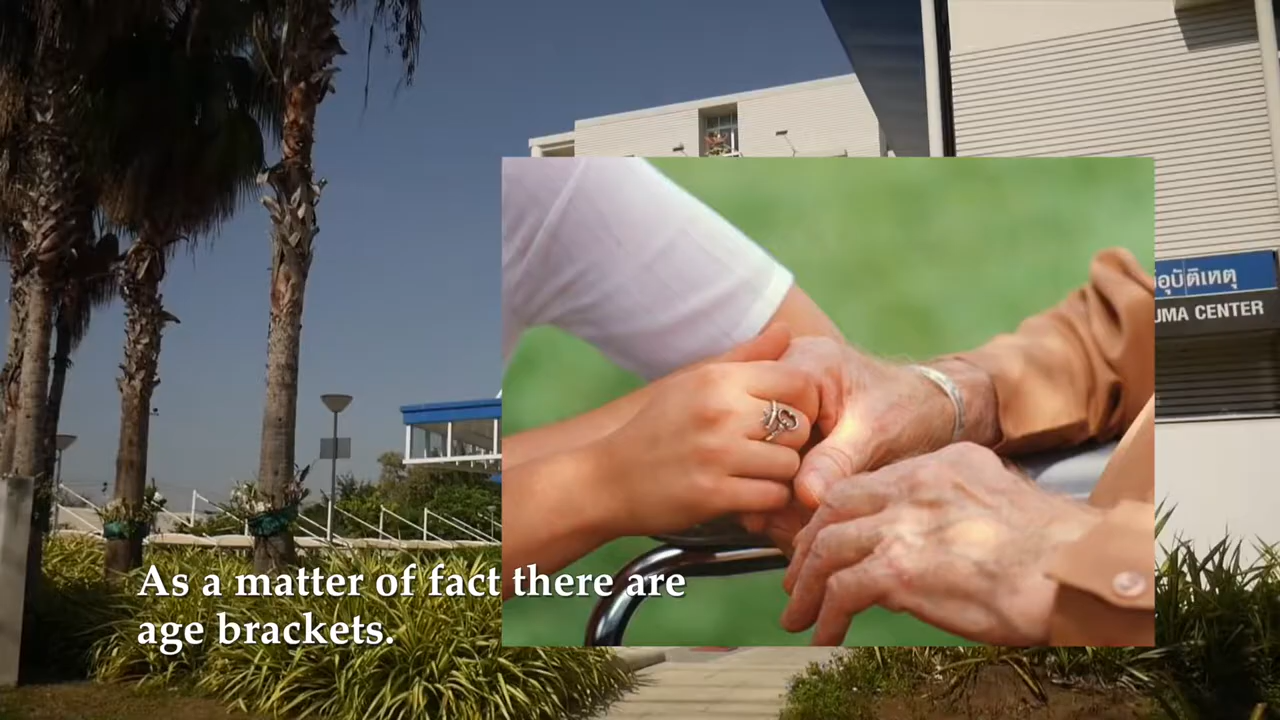 อุบัติเหตุ
UMA CENTER
As a matter of fact there are
age brackets.